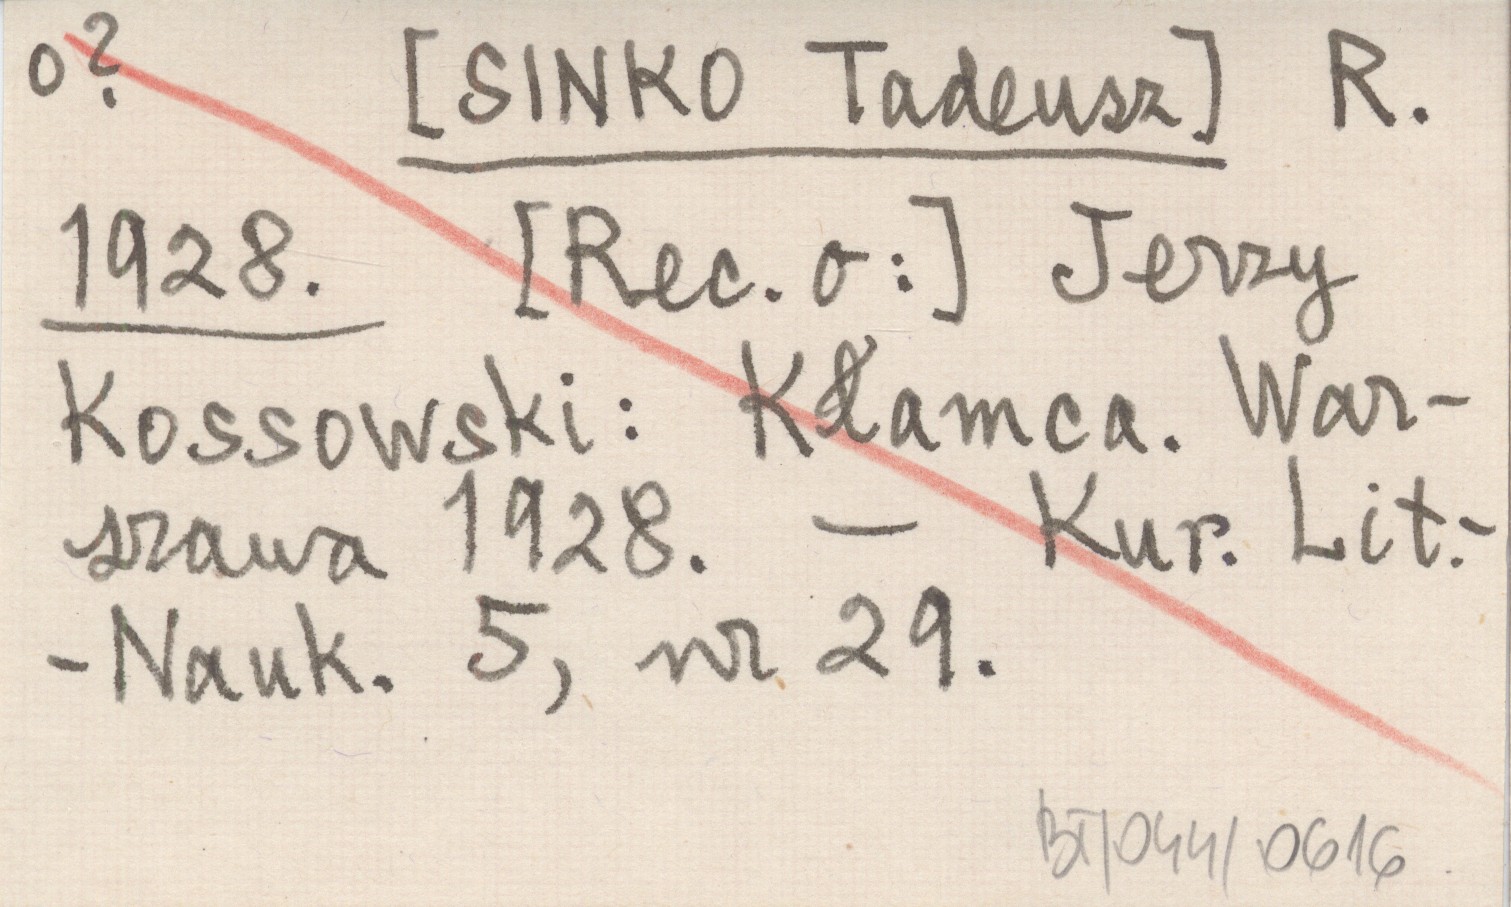 o? [SINKO Tadeusz] R.
1928. [Rec. o:] Jerzy
Kossowski: Kłamca. War-
szawa 1928. — Kur. Lit.-
-Nauk. 5, nr 29.
BT/044/0616